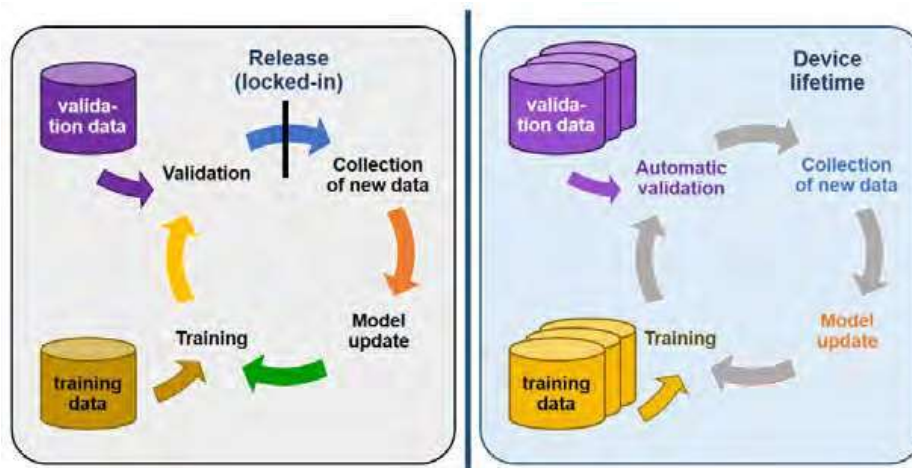 Release
(locked-in)
valida-
tion data
Validation
Collection
of new data
Training
Model
update
training
data
Device
lifetime
valida-
tion data
Automatic
validation
Collection
of new data
Training
Model
update
training
data